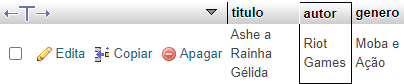 ←T→ ▼ titulo autor genero
Edita Copiar Apagar Ashe a Rainha Gélida Riot Games Moba e Ação